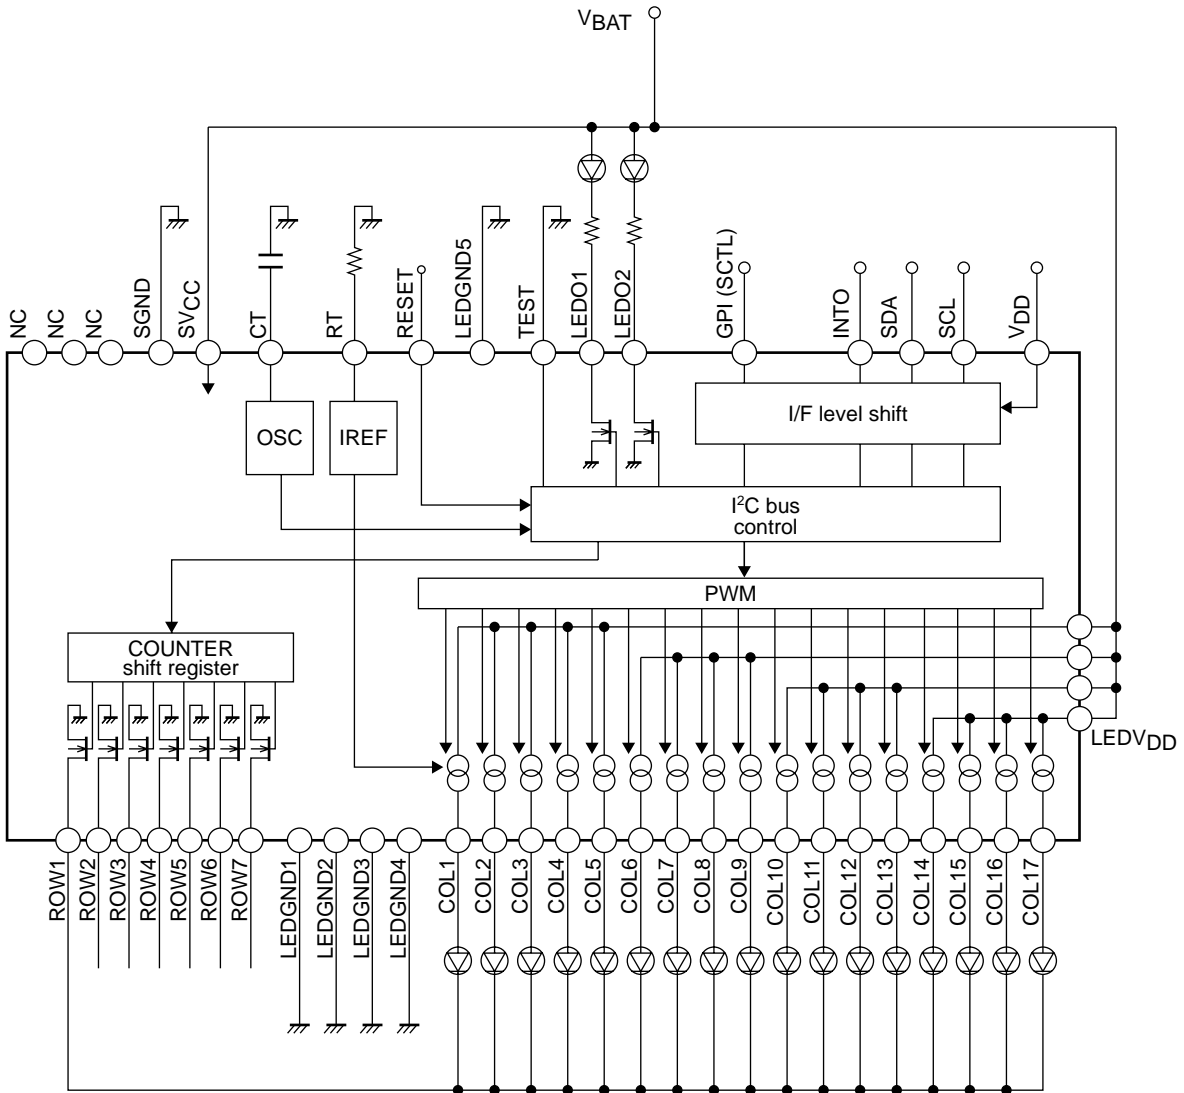 VBAT
NC
NC
NC
SGND
SVCC
CT
RT
RESET
LEDGND5
TEST
LEDO1
LEDO2
GPI (SCTL)
INTO
SDA
SCL
VDD
OSC
IREF
I/F level shift
I²C bus
control
PWM
COUNTER
shift register
LEDVDD
ROW1
ROW2
ROW3
ROW4
ROW5
ROW6
ROW7
LEDGND1
LEDGND2
LEDGND3
LEDGND4
COL1
COL2
COL3
COL4
COL5
COL6
COL7
COL8
COL9
COL10
COL11
COL12
COL13
COL14
COL15
COL16
COL17